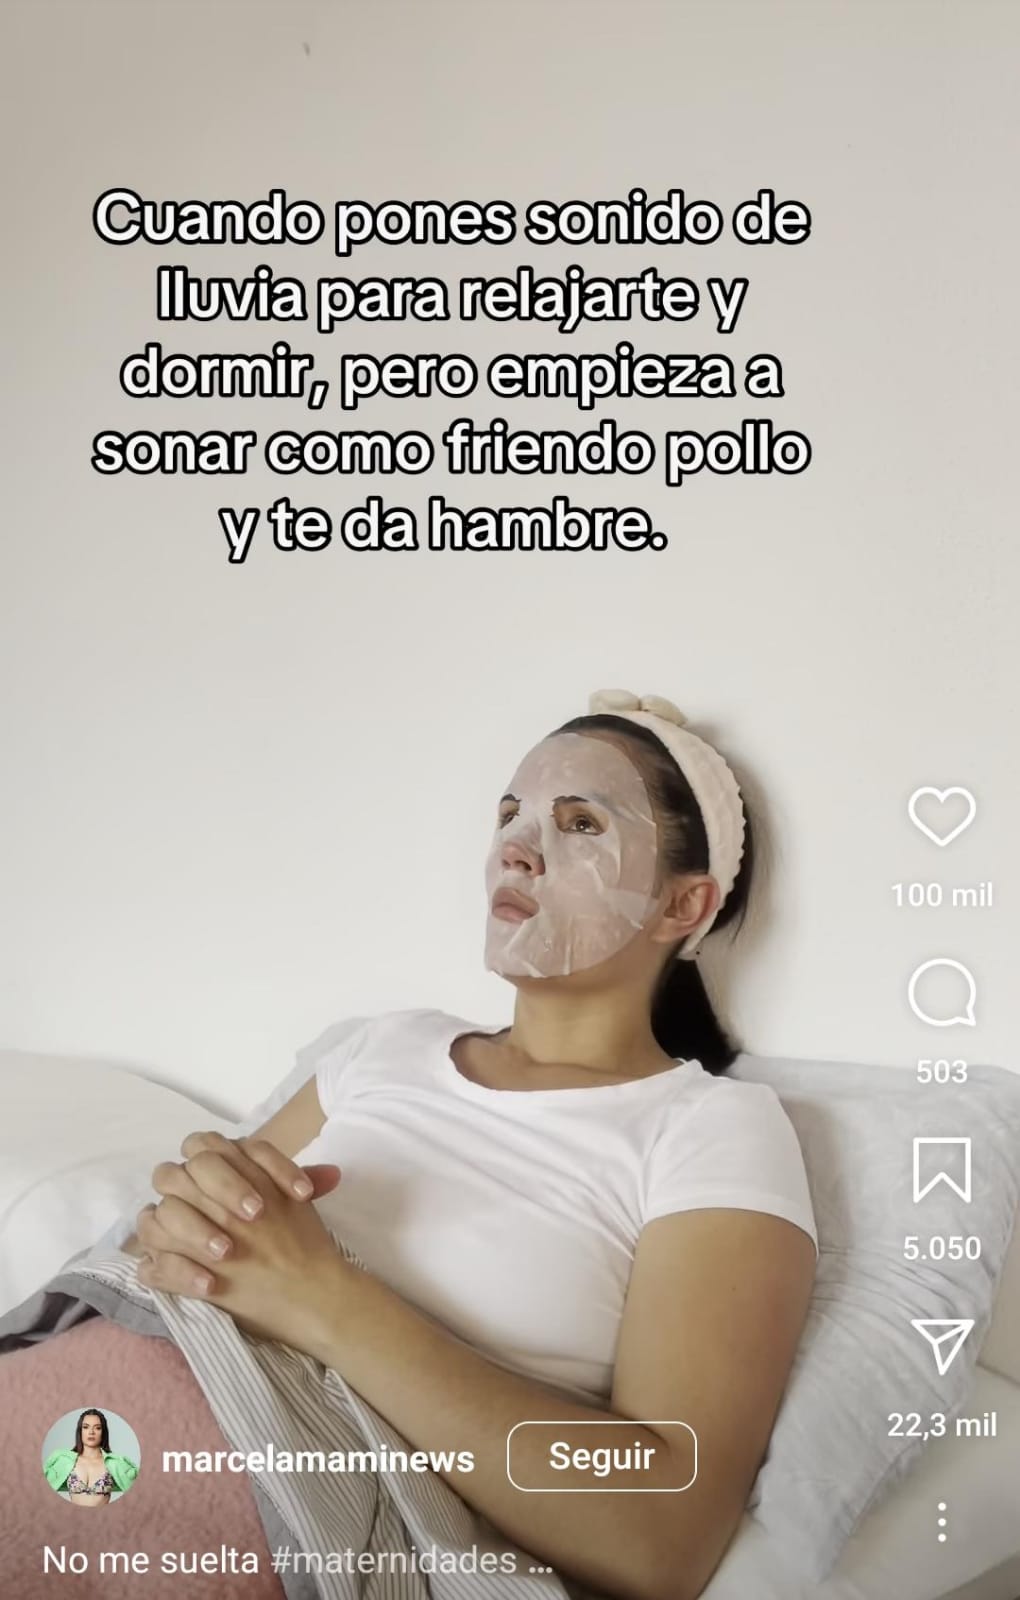 Cuando pones sonido de
lluvia para relajarte y
dormir, pero empieza a
sonar como friendo pollo
y te da hambre.
100 mil
503
5.050
22,3 mil
marcelamaminews
Seguir
No me suelta #maternidades ...